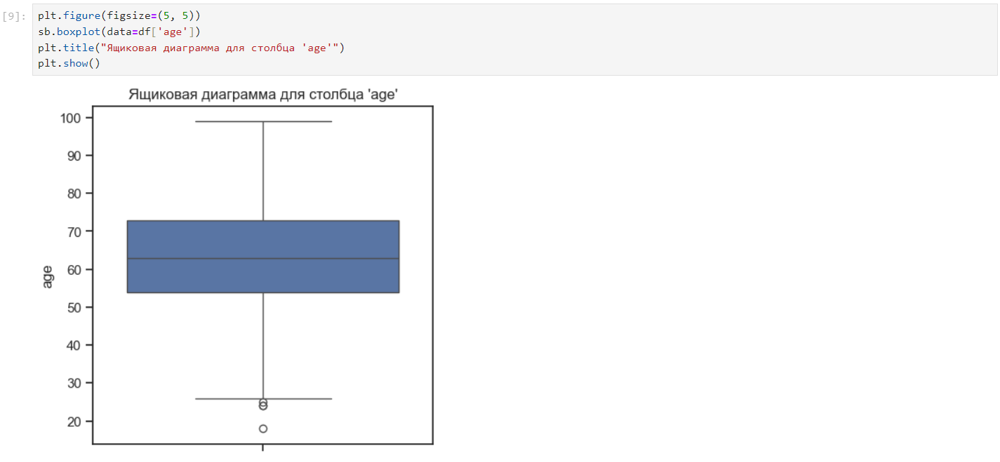 [9]:
plt.figure(figsize=(5, 5))
sb.boxplot(data=df['age'])
plt.title("Ящиковая диаграмма для столбца 'age'")
plt.show()
Ящиковая диаграмма для столбца 'age'
100
90
80
70
60
50
40
30
20
age